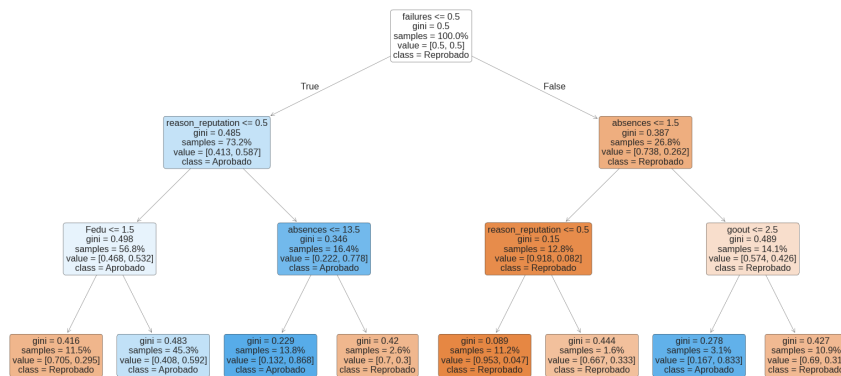 failures <= 0.5
gini = 0.5
samples = 100.0%
value = [0.5, 0.5]
class = Reprobado
True
False
reason_reputation <= 0.5
gini = 0.485
samples = 73.2%
value = [0.413, 0.587]
class = Aprobado
absences <= 1.5
gini = 0.387
samples = 26.8%
value = [0.738, 0.262]
class = Reprobado
Fedu <= 1.5
gini = 0.498
samples = 56.8%
value = [0.468, 0.532]
class = Aprobado
absences <= 13.5
gini = 0.346
samples = 16.4%
value = [0.222, 0.778]
class = Aprobado
reason_reputation <= 0.5
gini = 0.15
samples = 12.8%
value = [0.918, 0.082]
class = Reprobado
goout <= 2.5
gini = 0.489
samples = 14.1%
value = [0.574, 0.426]
class = Reprobado
gini = 0.416
samples = 11.5%
value = [0.705, 0.295]
class = Reprobado
gini = 0.483
samples = 45.3%
value = [0.408, 0.592]
class = Aprobado
gini = 0.229
samples = 13.8%
value = [0.132, 0.868]
class = Aprobado
gini = 0.42
samples = 2.6%
value = [0.7, 0.3]
class = Reprobado
gini = 0.089
samples = 11.2%
value = [0.953, 0.047]
class = Reprobado
gini = 0.444
samples = 1.6%
value = [0.667, 0.333]
class = Reprobado
gini = 0.278
samples = 3.1%
value = [0.167, 0.833]
class = Aprobado
gini = 0.427
samples = 10.9%
value = [0.69, 0.31
class = Reprobado